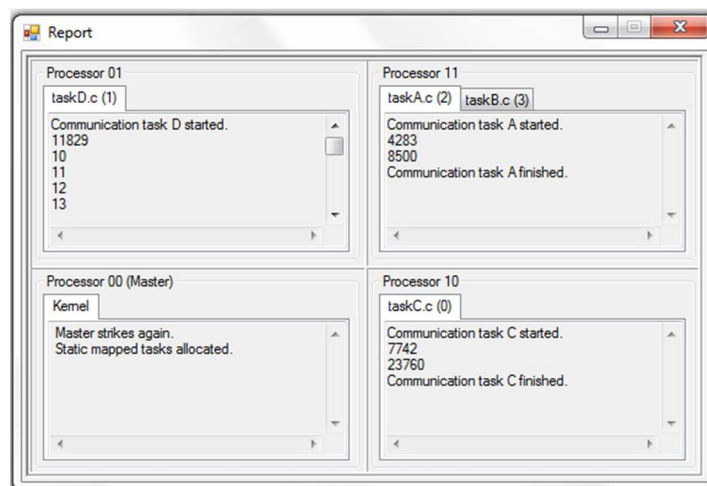 Report
Processor 01
taskD.c (1)
Communication task D started.
11829
10
11
12
13
Processor 11
taskA.c (2) taskB.c (3)
Communication task A started.
4283
8500
Communication task A finished.
Processor 00 (Master)
Kernel
Master strikes again.
Static mapped tasks allocated.
Processor 10
taskC.c (0)
Communication task C started.
7742
23760
Communication task C finished.